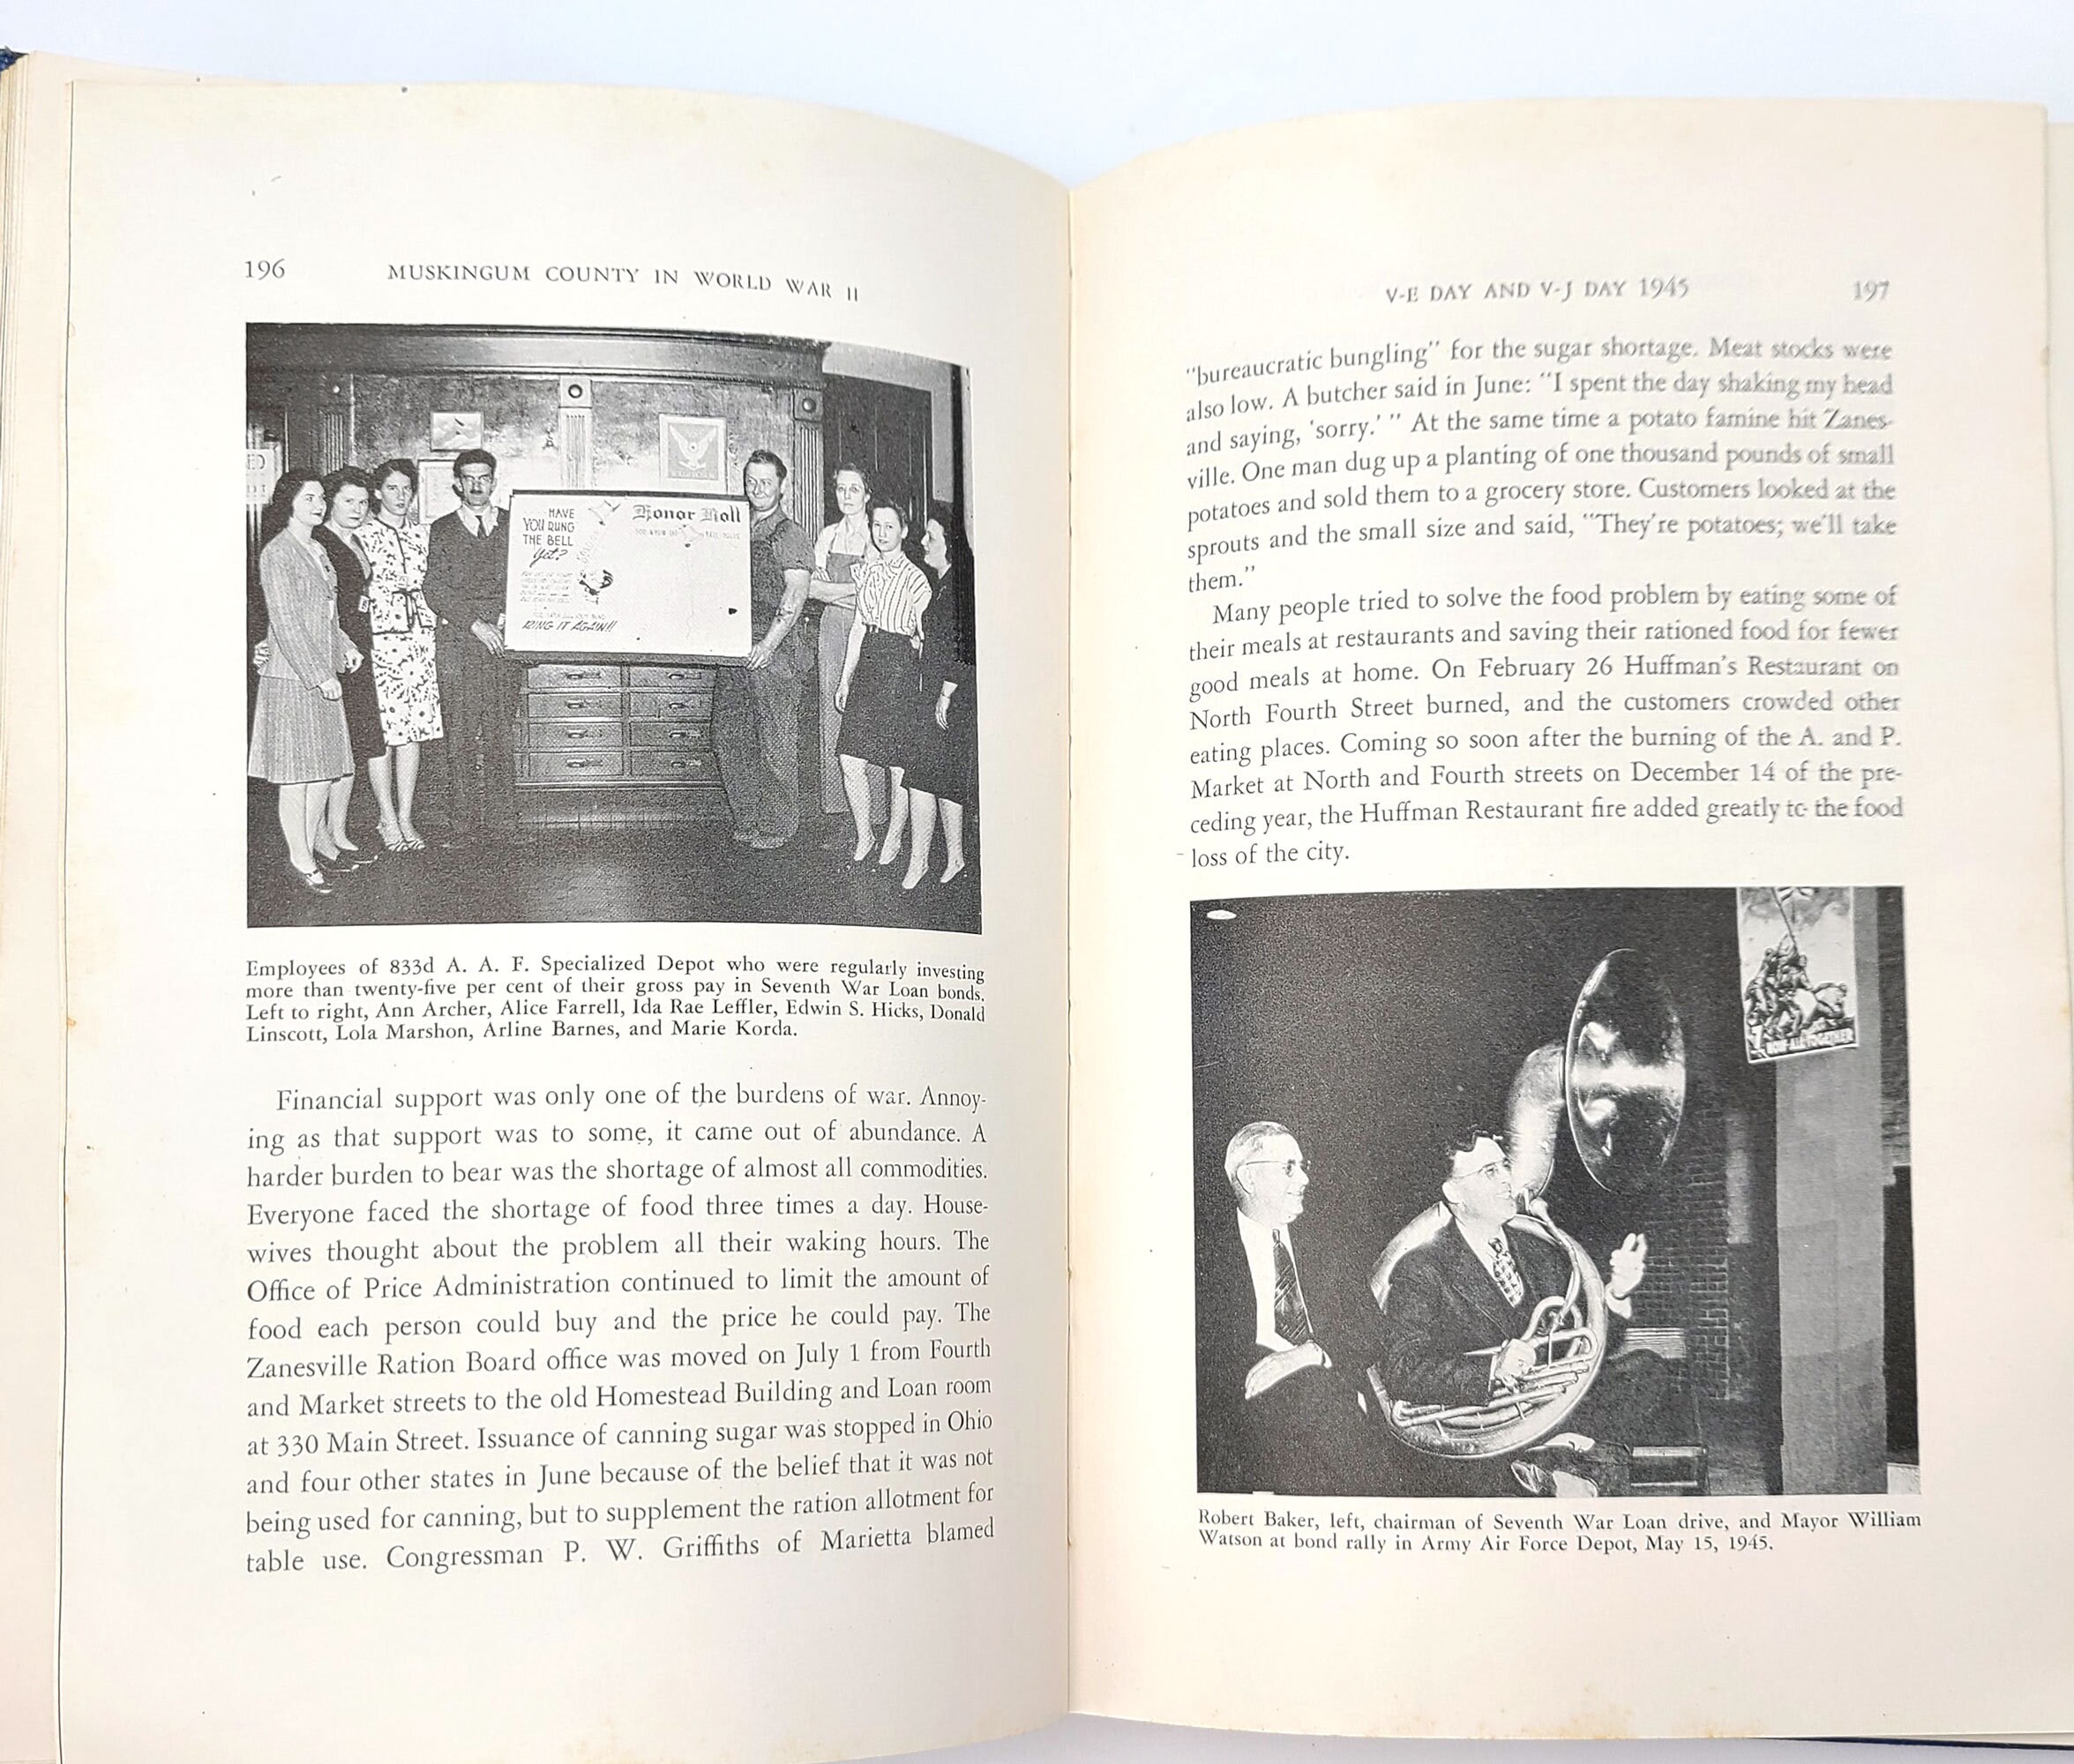 196
MUSKINGUM COUNTY IN WORLD WAR II
HAVE
YOU RUNG
THE BELL
Yet?
Honor Roll
RING IT AGAIN!!
Employees of 833d A. A. F. Specialized Depot who were regularly investing
more than twenty-five per cent of their gross pay in Seventh War Loan bonds.
Left to right, Ann Archer, Alice Farrell, Ida Rae Leffler, Edwin S. Hicks, Donald
Linscott, Lola Marshon, Arline Barnes, and Marie Korda.
Financial support was only one of the burdens of war. Annoy-
ing as that support was to some, it came out of abundance. A
harder burden to bear was the shortage of almost all commodities.
Everyone faced the shortage of food three times a day. House-
wives thought about the problem all their waking hours. The
Office of Price Administration continued to limit the amount of
food each person could buy and the price he could pay. The
Zanesville Ration Board office was moved on July 1 from Fourth
and Market streets to the old Homestead Building and Loan room
at 330 Main Street. Issuance of canning sugar was stopped in Ohio
and four other states in June because of the belief that it was not
being used for canning, but to supplement the ration allotment for
table use. Congressman P. W. Griffiths of Marietta blamed
V-E DAY AND V-J DAY 1945
197
"bureaucratic bungling" for the sugar shortage. Meat stocks were
also low. A butcher said in June: "I spent the day shaking my head
and saying, 'sorry.' " At the same time a potato famine hit Zanes-
ville. One man dug up a planting of one thousand pounds of small
potatoes and sold them to a grocery store. Customers looked at the
sprouts and the small size and said, "They're potatoes; we'll take
them."
Many people tried to solve the food problem by eating some of
their meals at restaurants and saving their rationed food for fewer
good meals at home. On February 26 Huffman's Restaurant on
North Fourth Street burned, and the customers crowded other
eating places. Coming so soon after the burning of the A. and P.
Market at North and Fourth streets on December 14 of the pre-
ceding year, the Huffman Restaurant fire added greatly to the food
loss of the city.
NOW-ALL TOGETHER
Robert Baker, left, chairman of Seventh War Loan drive, and Mayor William
Watson at bond rally in Army Air Force Depot, May 15, 1945.